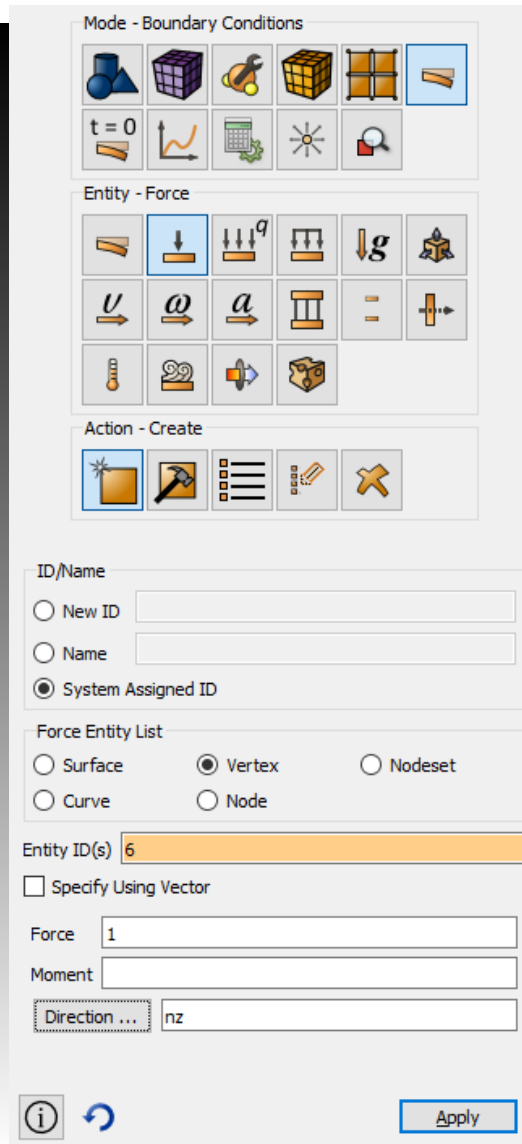 Mode - Boundary Conditions
t = 0
Entity - Force
q
g
υ
ω
a
Action - Create
ID/Name
New ID
Name
System Assigned ID
Force Entity List
Surface Vertex Nodeset
Curve Node
Entity ID(s) 6
Specify Using Vector
Force 1
Moment
Direction ... nz
i
Apply